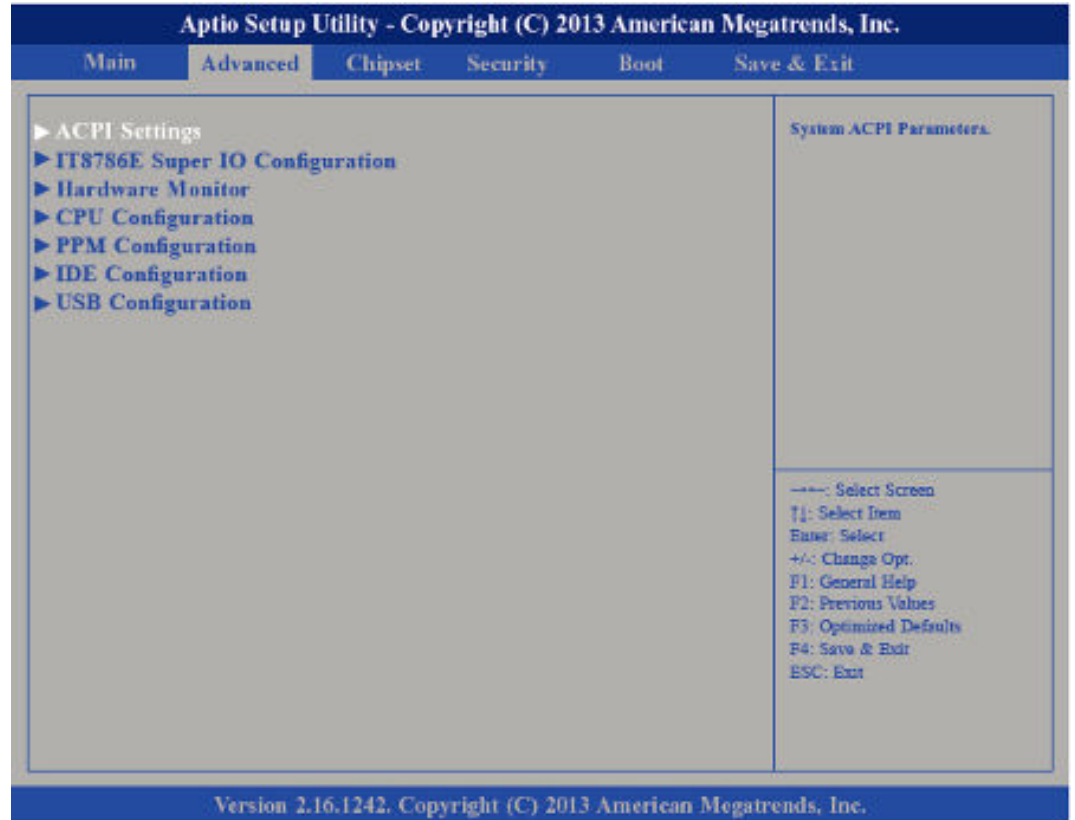 Aptio Setup Utility - Copyright (C) 2013 American Megatrends, Inc.
Main Advanced Chipset Security Boot Save & Exit
▶ ACPI Settings
▶ IT8786E Super IO Configuration
▶ Hardware Monitor
▶ CPU Configuration
▶ PPM Configuration
▶ IDE Configuration
▶ USB Configuration
System ACPI Parameters.
→←: Select Screen
↑↓: Select Item
Enter: Select
+/-: Change Opt.
F1: General Help
F2: Previous Values
F3: Optimized Defaults
F4: Save & Exit
ESC: Exit
Version 2.16.1242. Copyright (C) 2013 American Megatrends, Inc.